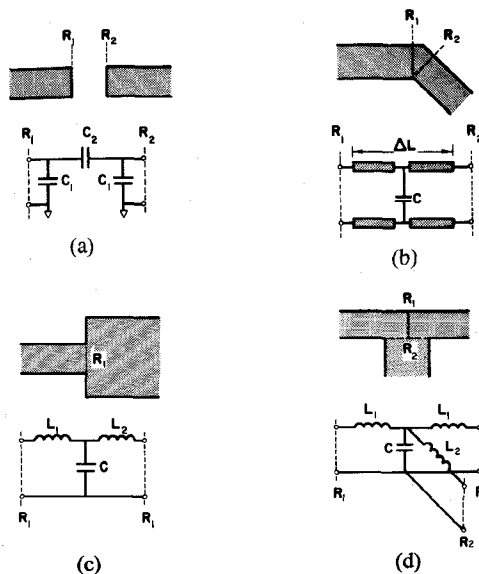 R₁ R₂
R₁ C₂ R₂
C₁ C₁
(a)
R₁
R₂
R₁ ΔL R₂
C
(b)
R₁
L₁ L₂
C
R₁ R₁
(c)
R₁
R₂
L₁ L₁
C L₂
R₁
R₂
(d)